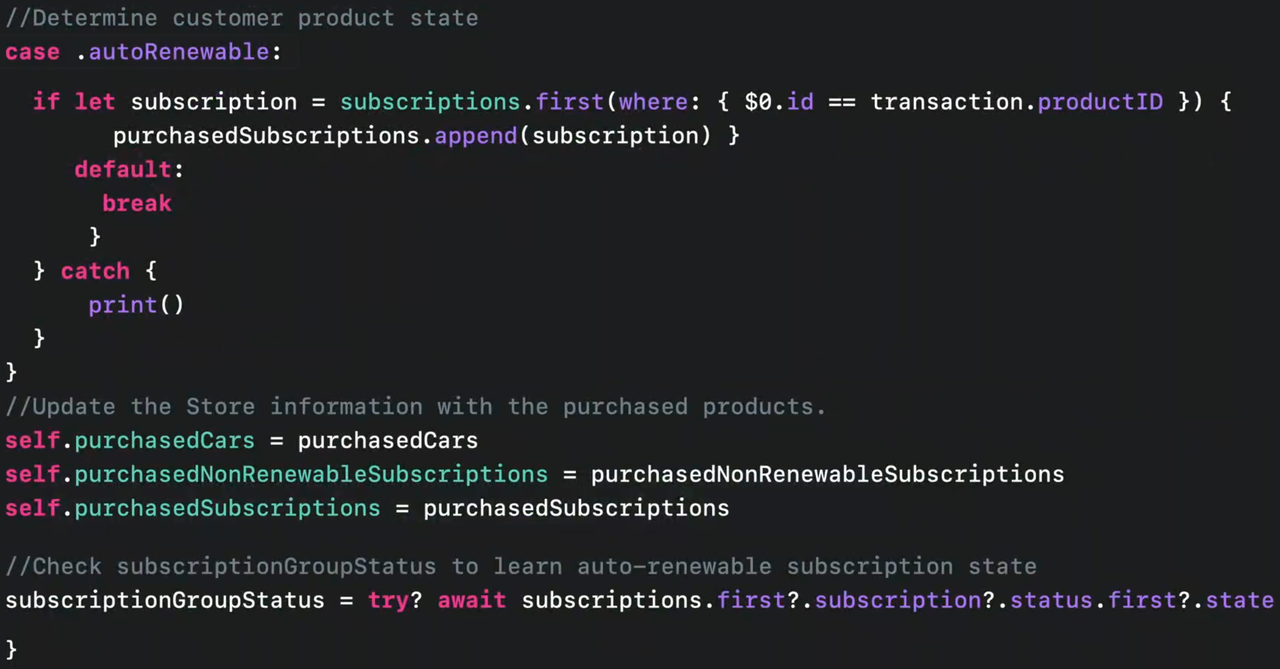 //Determine customer product state
case .autoRenewable:
if let subscription = subscriptions.first(where: { $0.id == transaction.productID }) {
purchasedSubscriptions.append(subscription) }
default:
break
}
} catch {
print()
}
}
//Update the Store information with the purchased products.
self.purchasedCars = purchasedCars
self.purchasedNonRenewableSubscriptions = purchasedNonRenewableSubscriptions
self.purchasedSubscriptions = purchasedSubscriptions
//Check subscriptionGroupStatus to learn auto-renewable subscription state
subscriptionGroupStatus = try? await subscriptions.first?.subscription?.status.first?.state
}